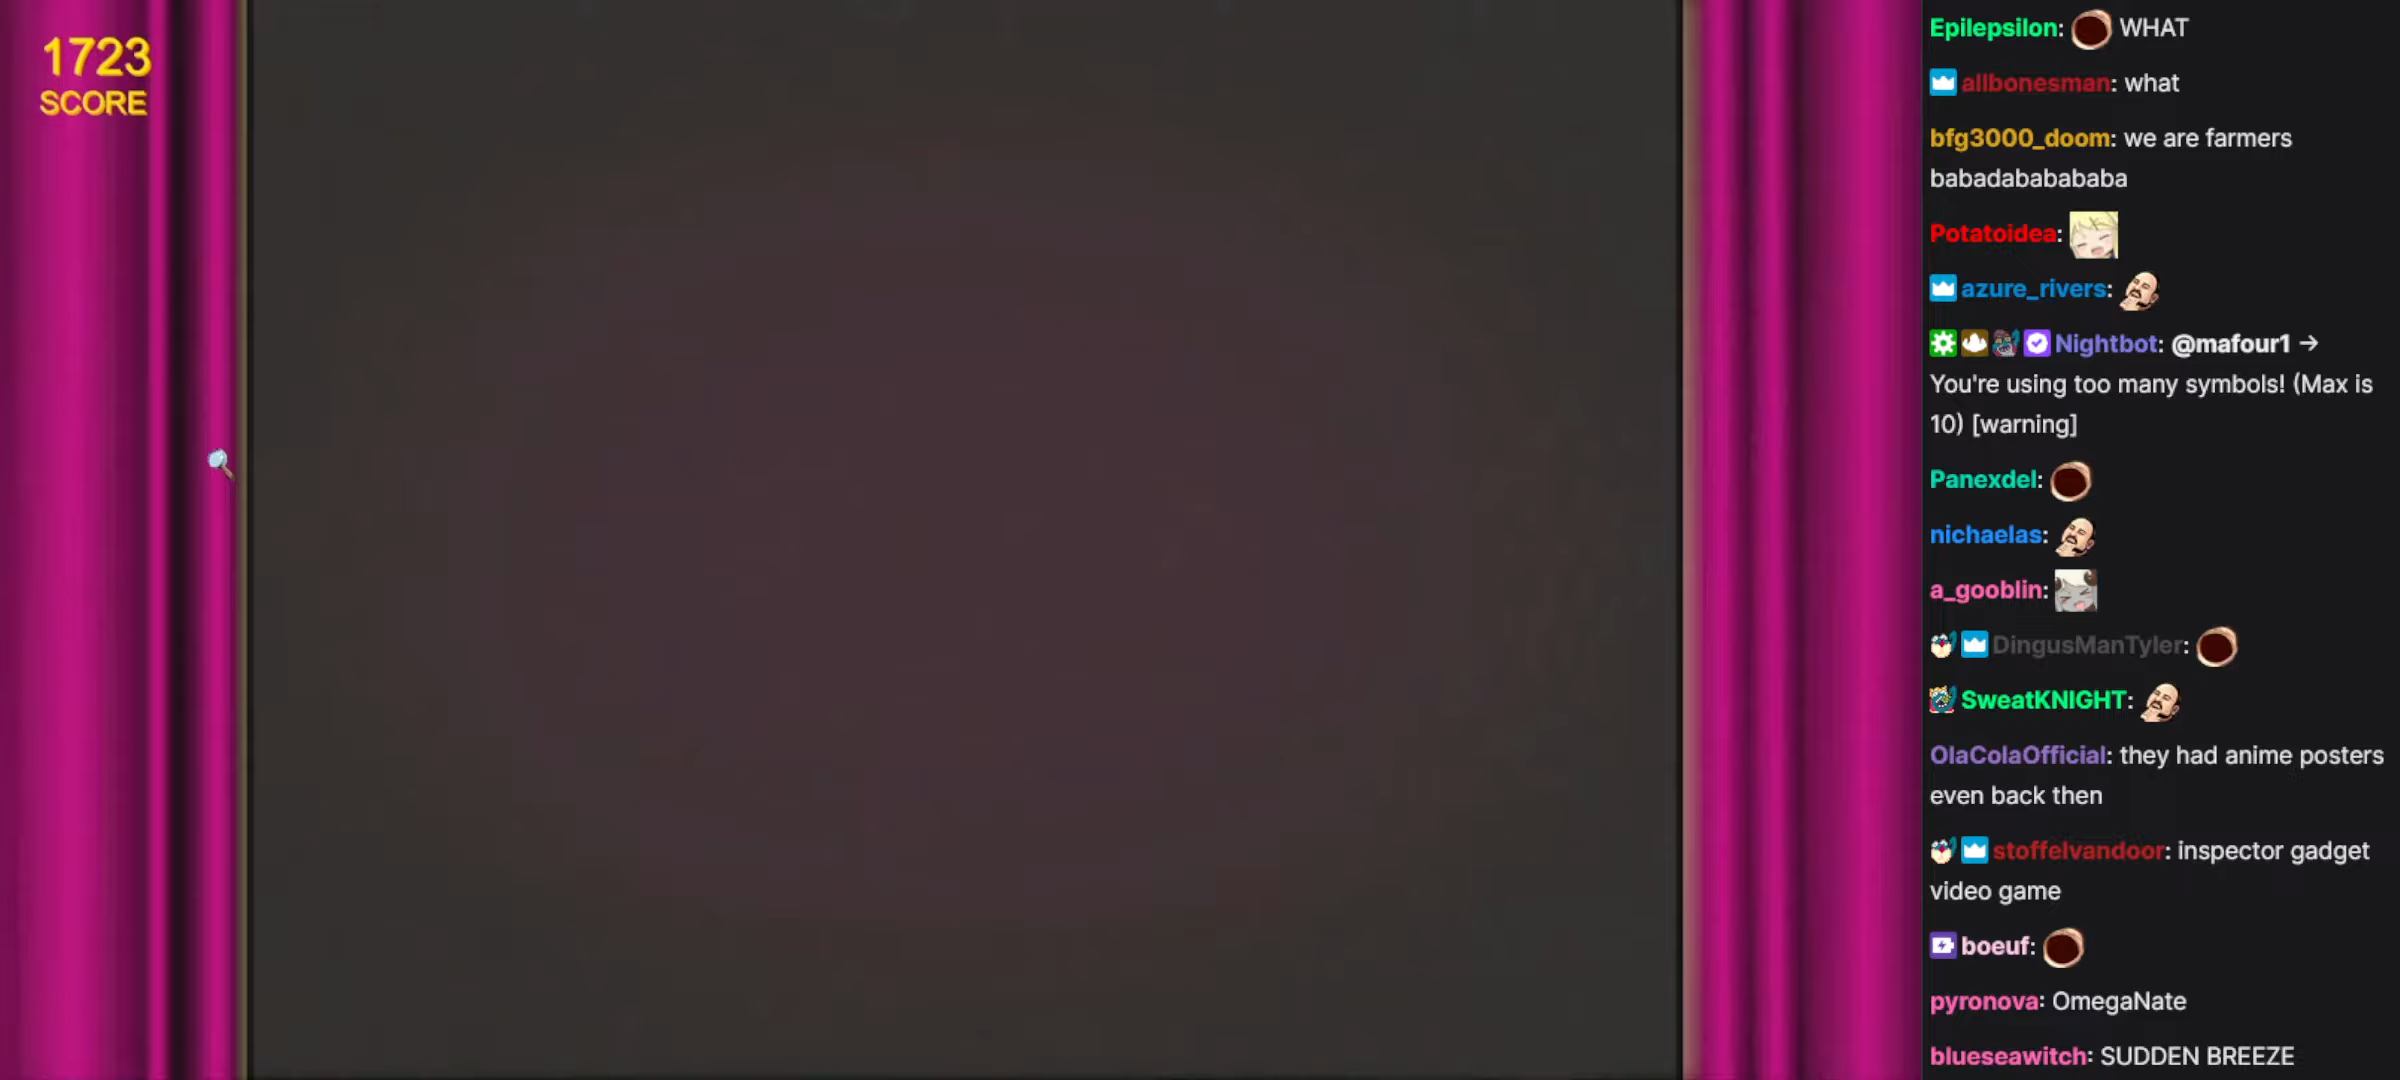 1723
SCORE
Epilepsilon: WHAT
allbonesman: what
bfg3000_doom: we are farmers
babadababababa
Potatoidea:
azure_rivers:
Nightbot: @mafour1 →
You're using too many symbols! (Max is
10) [warning]
Panexdel:
nichaelas:
a_gooblin:
DingusManTyler:
SweatKNIGHT:
OlaColaOfficial: they had anime posters
even back then
stoffelvandoor: inspector gadget
video game
boeuf:
pyronova: OmegaNate
blueseawitch: SUDDEN BREEZE